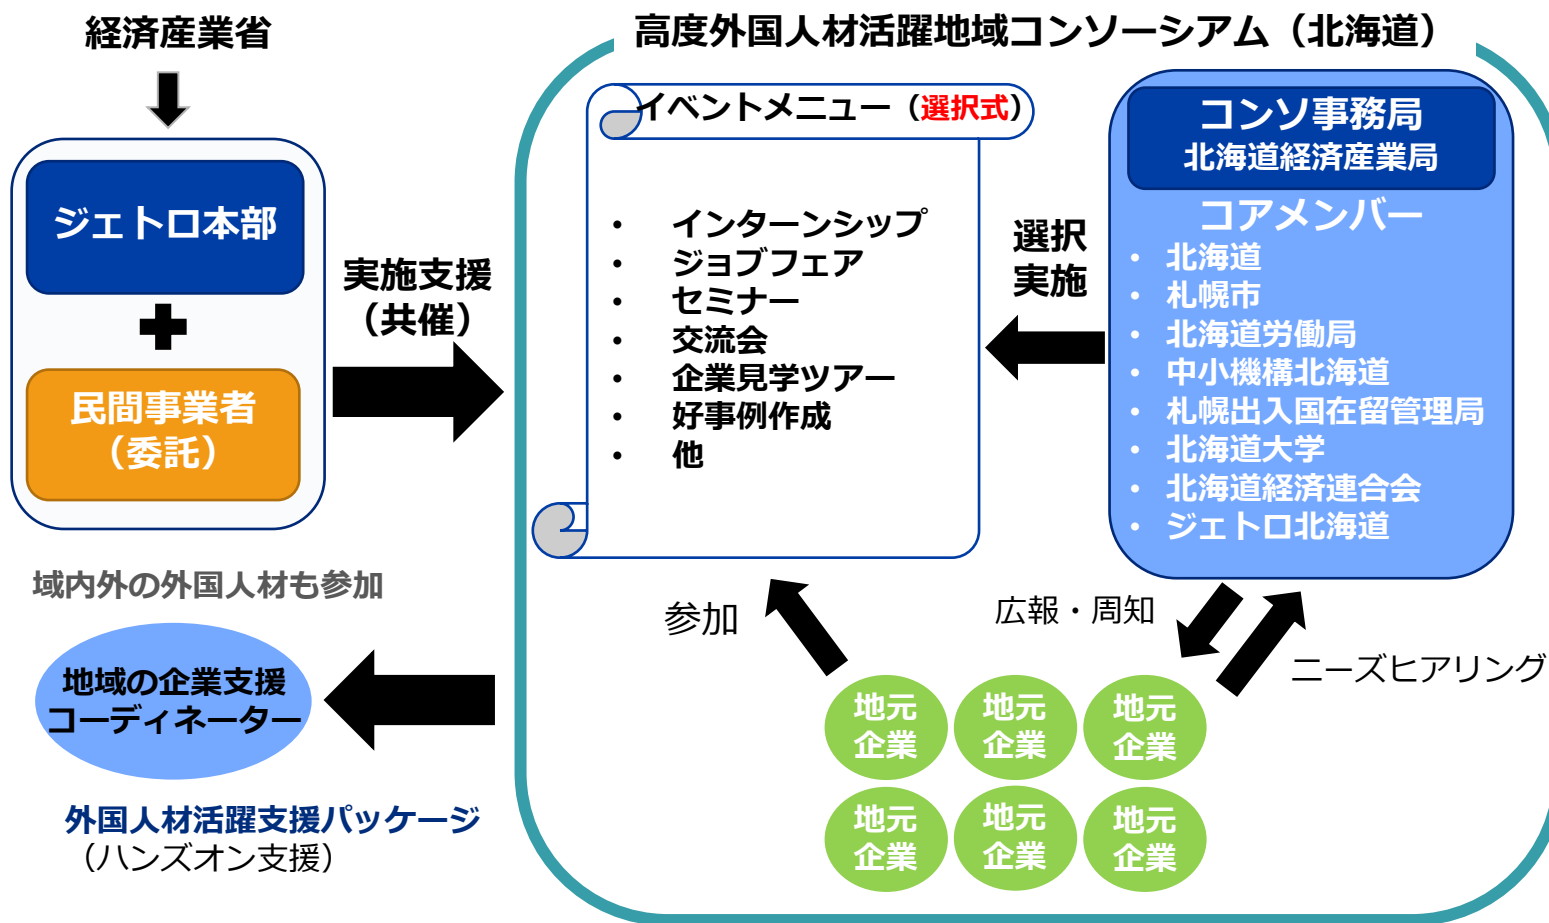 経済産業省
ジェトロ本部
民間事業者
（委託）
実施支援
（共催）
域内外の外国人材も参加
地域の企業支援
コーディネーター
外国人材活躍支援パッケージ
（ハンズオン支援）
高度外国人材活躍地域コンソーシアム（北海道）
イベントメニュー（選択式）
• インターンシップ
• ジョブフェア
• セミナー
• 交流会
• 企業見学ツアー
• 好事例作成
• 他
選択
実施
コンソ事務局
北海道経済産業局
コアメンバー
• 北海道
• 札幌市
• 北海道労働局
• 中小機構北海道
• 札幌出入国在留管理局
• 北海道大学
• 北海道経済連合会
• ジェトロ北海道
参加
広報・周知
ニーズヒアリング
地元
企業
地元
企業
地元
企業
地元
企業
地元
企業
地元
企業